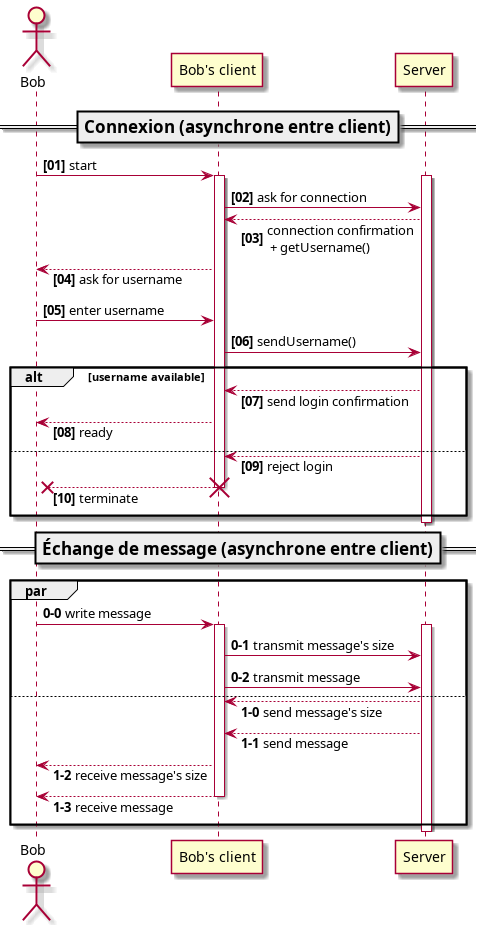 Bob
Bob's client
Server
Connexion (asynchrone entre client)
[01] start
[02] ask for connection
[03] connection confirmation
+ getUsername()
[04] ask for username
[05] enter username
[06] sendUsername()
alt [username available]
[07] send login confirmation
[08] ready
[09] reject login
[10] terminate
Échange de message (asynchrone entre client)
par
0-0 write message
0-1 transmit message's size
0-2 transmit message
1-0 send message's size
1-1 send message
1-2 receive message's size
1-3 receive message
Bob
Bob's client
Server